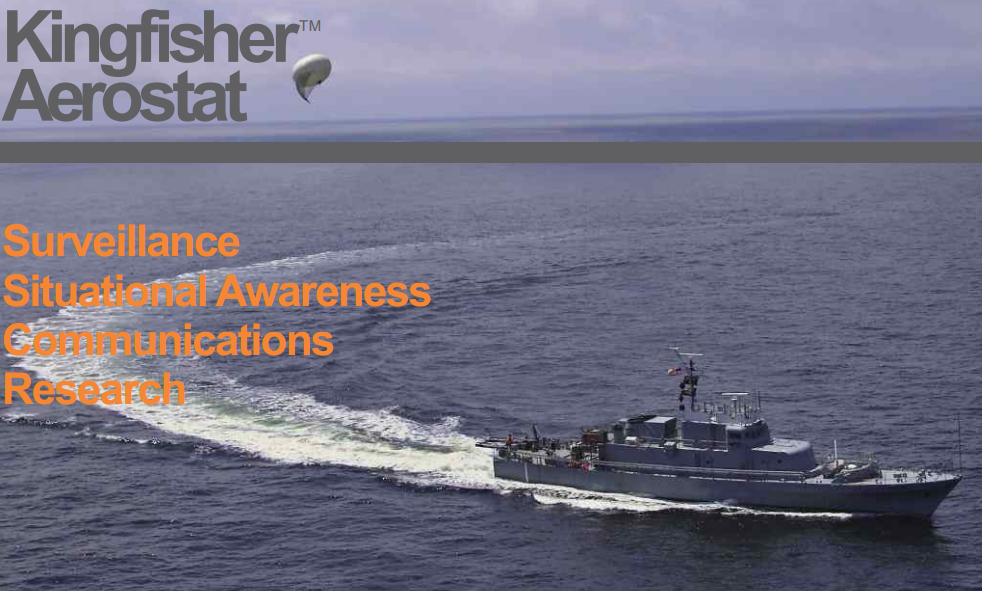 Kingfisher™
Aerostat
Surveillance
Situational Awareness
Communications
Research